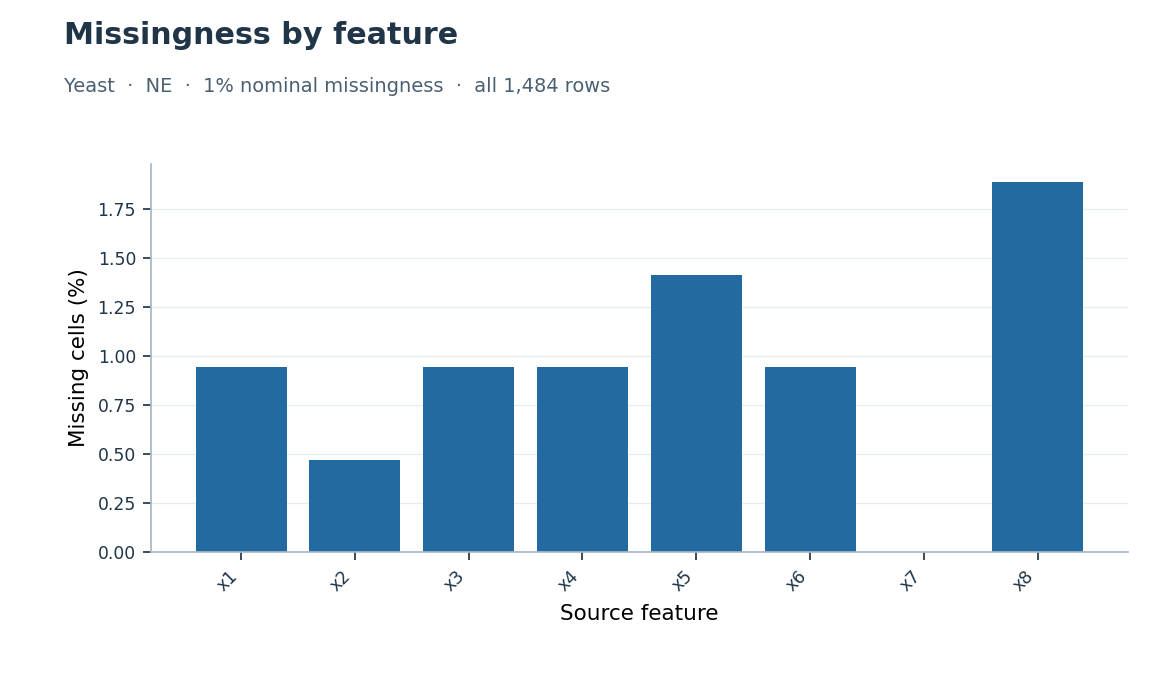 Missingness by feature
Yeast · NE · 1% nominal missingness · all 1,484 rows
Missing cells (%)
1.75
1.50
1.25
1.00
0.75
0.50
0.25
0.00
x1 x2 x3 x4 x5 x6 x7 x8
Source feature